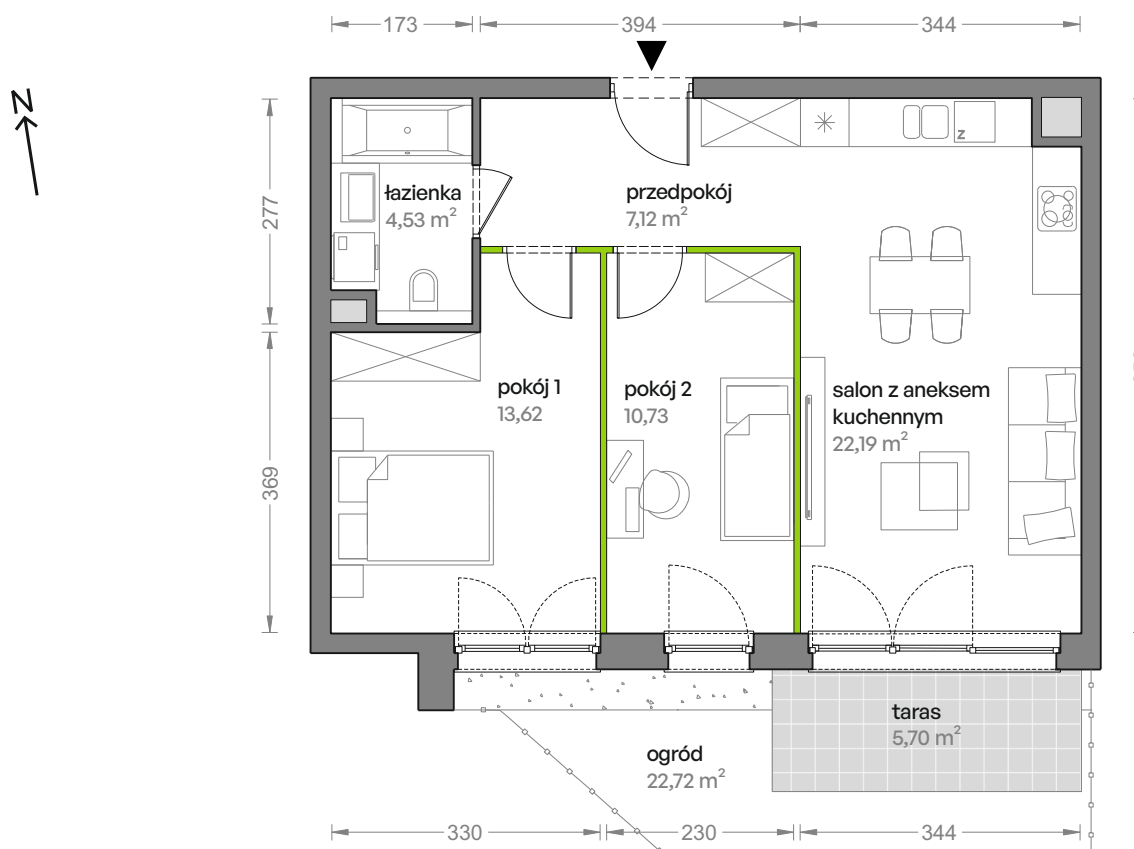 173
394
344
N
277
łazienka
4,53 m²
przedpokój
7,12 m²
z
pokój 1
13,62
pokój 2
10,73
salon z aneksem
kuchennym
22,19 m²
369
taras
5,70 m²
ogród
22,72 m²
330
230
344